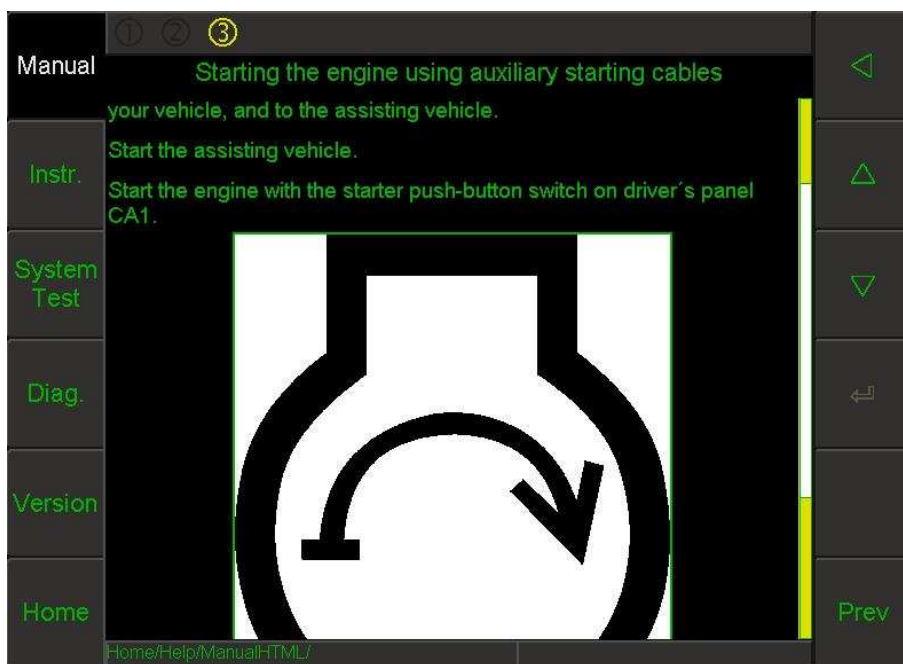 ① ② ③
Manual
Starting the engine using auxiliary starting cables
your vehicle, and to the assisting vehicle.
Start the assisting vehicle.
Start the engine with the starter push-button switch on driver´s panel
CA1.
Instr.
System
Test
Diag.
Version
Home
Prev
Home/Help/ManualHTML/